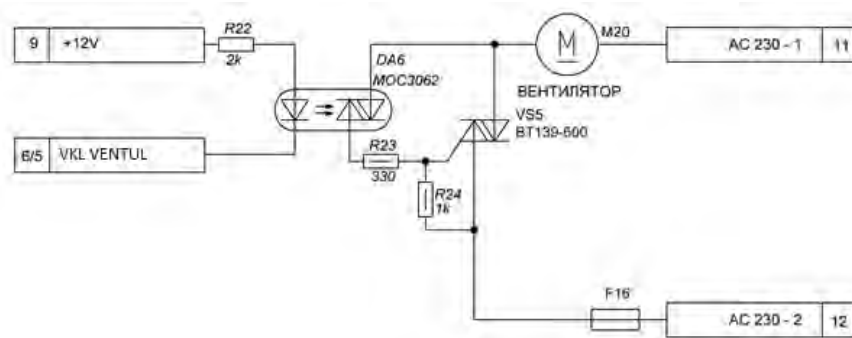 9 +12V
R22
2k
DA6
MOC3062
M
M20
AC 230 - 1 11
ВЕНТИЛЯТОР
VS5
BT139-600
6/5 VKL VENTUL
R23
330
R24
1k
F16
AC 230 - 2 12